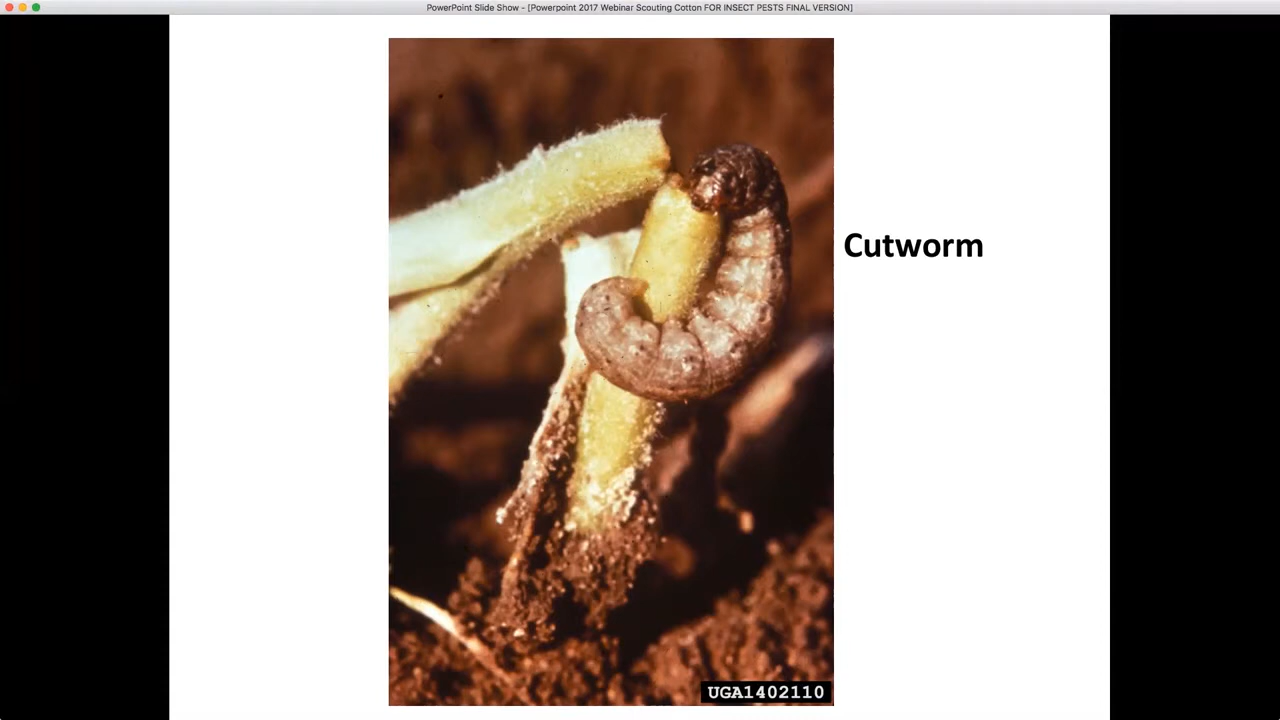 PowerPoint Slide Show - [Powerpoint 2017 Webinar Scouting Cotton FOR INSECT PESTS FINAL VERSION]
Cutworm
UGA1402110